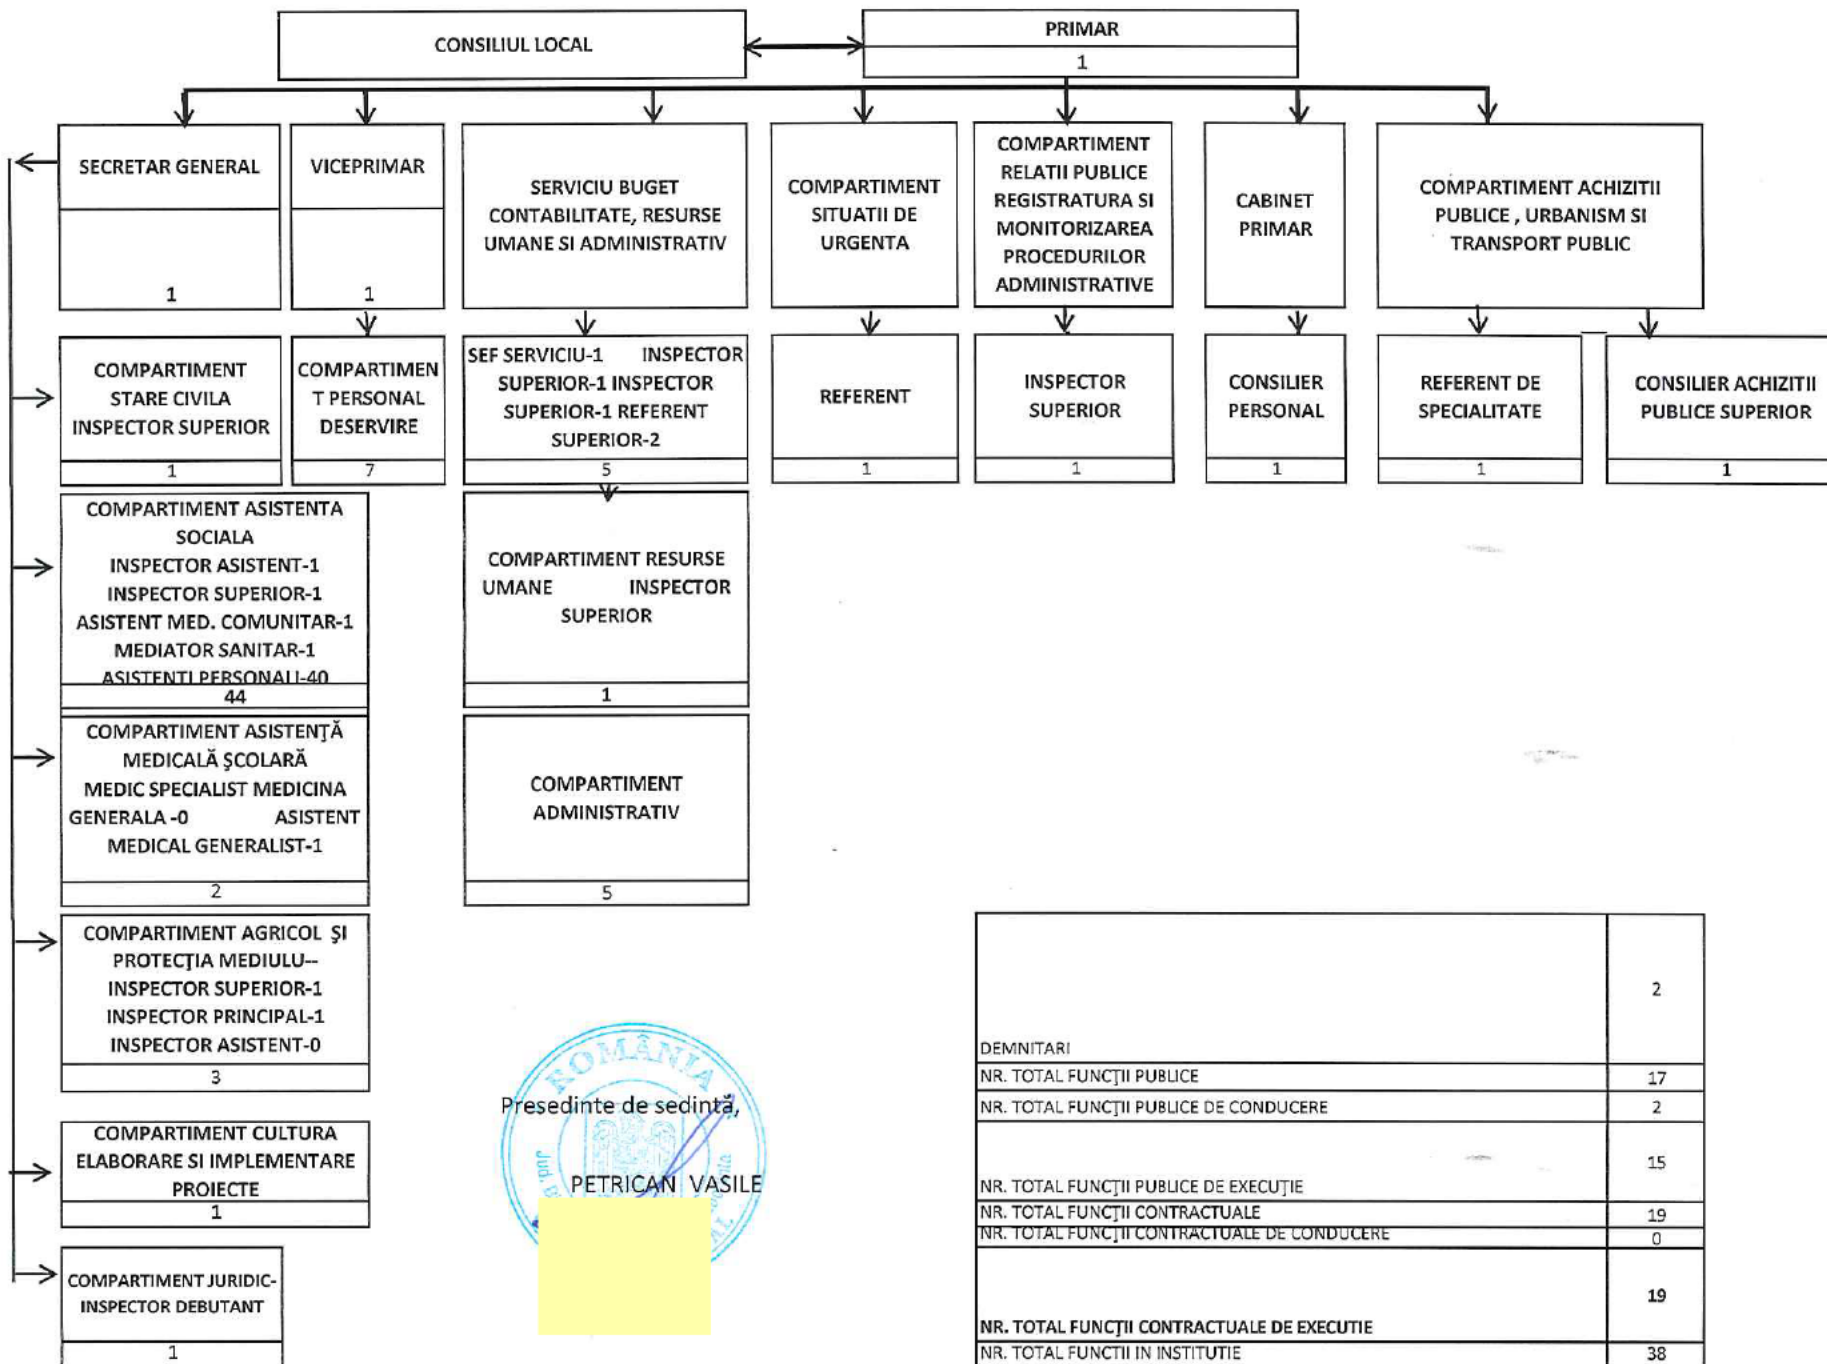 CONSILIUL LOCAL
PRIMAR
1
SECRETAR GENERAL
1
VICEPRIMAR
1
SERVICIU BUGET
CONTABILITATE, RESURSE
UMANE SI ADMINISTRATIV
COMPARTIMENT
SITUATII DE
URGENTA
COMPARTIMENT
RELATII PUBLICE
REGISTRATURA SI
MONITORIZAREA
PROCEDURILOR
ADMINISTRATIVE
CABINET
PRIMAR
COMPARTIMENT ACHIZITII
PUBLICE , URBANISM SI
TRANSPORT PUBLIC
COMPARTIMENT
STARE CIVILA
INSPECTOR SUPERIOR
1
COMPARTIMEN
T PERSONAL
DESERVIRE
7
SEF SERVICIU-1 INSPECTOR
SUPERIOR-1 INSPECTOR
SUPERIOR-1 REFERENT
SUPERIOR-2
5
REFERENT
1
INSPECTOR
SUPERIOR
1
CONSILIER
PERSONAL
1
REFERENT DE
SPECIALITATE
1
CONSILIER ACHIZITII
PUBLICE SUPERIOR
1
COMPARTIMENT ASISTENTA
SOCIALA
INSPECTOR ASISTENT-1
INSPECTOR SUPERIOR-1
ASISTENT MED. COMUNITAR-1
MEDIATOR SANITAR-1
ASISTENTI PERSONALI-40
44
COMPARTIMENT RESURSE
UMANE INSPECTOR
SUPERIOR
1
COMPARTIMENT ASISTENŢĂ
MEDICALĂ ŞCOLARĂ
MEDIC SPECIALIST MEDICINA
GENERALA -0 ASISTENT
MEDICAL GENERALIST-1
2
COMPARTIMENT
ADMINISTRATIV
5
COMPARTIMENT AGRICOL ŞI
PROTECŢIA MEDIULU--
INSPECTOR SUPERIOR-1
INSPECTOR PRINCIPAL-1
INSPECTOR ASISTENT-0
3
COMPARTIMENT CULTURA
ELABORARE SI IMPLEMENTARE
PROIECTE
1
COMPARTIMENT JURIDIC-
INSPECTOR DEBUTANT
1
ROMÂNIA
Presedinte de sedintă,
Jud.
PETRICAN VASILE
DEMNITARI 2
NR. TOTAL FUNCŢII PUBLICE 17
NR. TOTAL FUNCŢII PUBLICE DE CONDUCERE 2
NR. TOTAL FUNCŢII PUBLICE DE EXECUŢIE 15
NR. TOTAL FUNCŢII CONTRACTUALE 19
NR. TOTAL FUNCŢII CONTRACTUALE DE CONDUCERE 0
NR. TOTAL FUNCŢII CONTRACTUALE DE EXECUTIE 19
NR. TOTAL FUNCTII IN INSTITUTIE 38